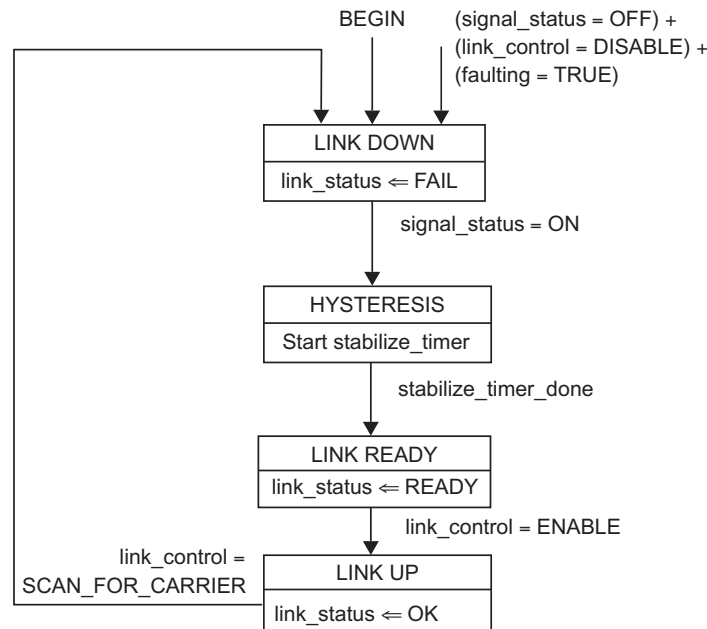 BEGIN
(signal_status = OFF) +
(link_control = DISABLE) +
(faulting = TRUE)
LINK DOWN
link_status ⇐ FAIL
signal_status = ON
HYSTERESIS
Start stabilize_timer
stabilize_timer_done
LINK READY
link_status ⇐ READY
link_control = ENABLE
link_control =
SCAN_FOR_CARRIER
LINK UP
link_status ⇐ OK